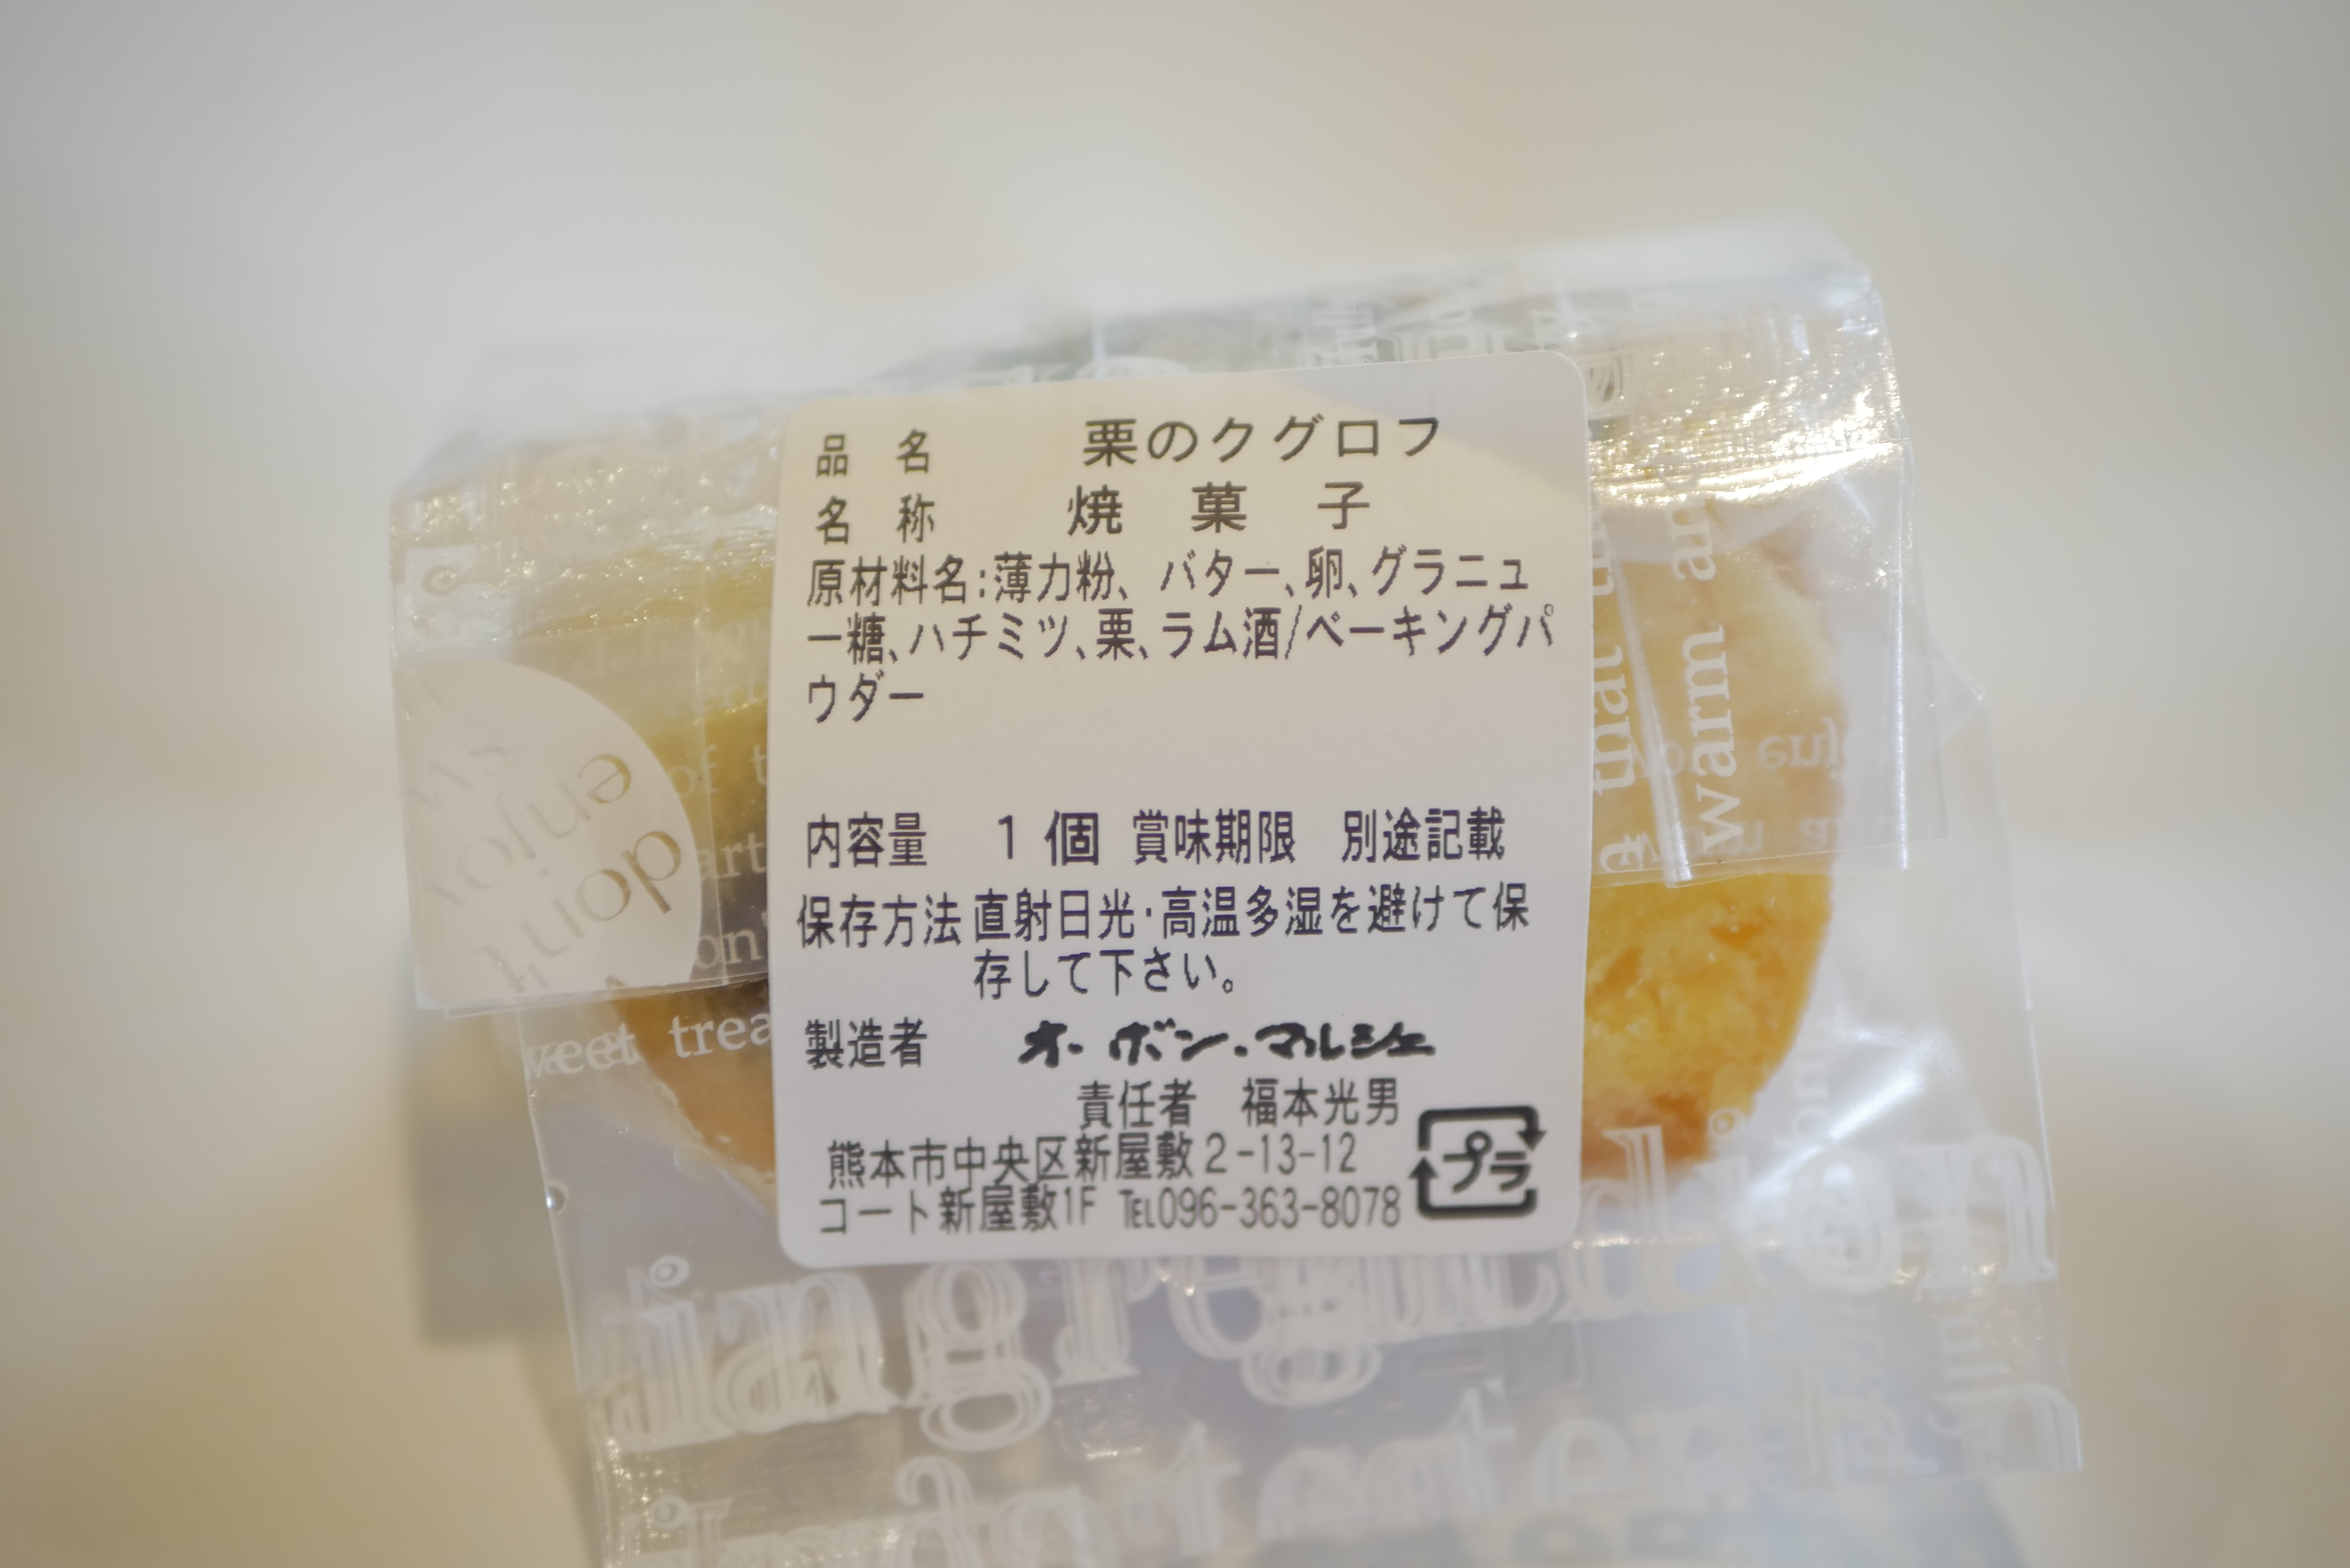 品 名 栗のクグロフ
名 称 焼 菓 子
原材料名:薄力粉、バター、卵、グラニュ
ー糖、ハチミツ、栗、ラム酒/ベーキングパ
ウダー
内容量 1 個 賞味期限 別途記載
保存方法 直射日光・高温多湿を避けて保
存して下さい。
製造者 オーボン・マルシェ
責任者 福本光男
熊本市中央区新屋敷2-13-12
コート新屋敷1F TEL096-363-8078
プラ
enjoy
don't
of
warm
that